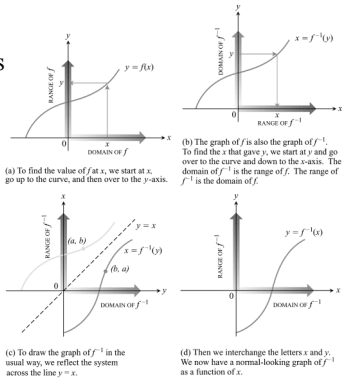 S
y
y = f(x)
RANGE OF f
y
0
x
x
DOMAIN OF f
(a) To find the value of f at x, we start at x,
go up to the curve, and then over to the y-axis.
y
x = f⁻¹(y)
DOMAIN OF f⁻¹
y
0
x
x
RANGE OF f⁻¹
(b) The graph of f is also the graph of f⁻¹.
To find the x that gave y, we start at y and go
over to the curve and down to the x-axis. The
domain of f⁻¹ is the range of f. The range of
f⁻¹ is the domain of f.
x
y = x
RANGE OF f⁻¹
(a, b)
x = f⁻¹(y)
(b, a)
0
y
DOMAIN OF f⁻¹
(c) To draw the graph of f⁻¹ in the
usual way, we reflect the system
across the line y = x.
y
y = f⁻¹(x)
RANGE OF f⁻¹
0
x
DOMAIN OF f⁻¹
(d) Then we interchange the letters x and y.
We now have a normal-looking graph of f⁻¹
as a function of x.